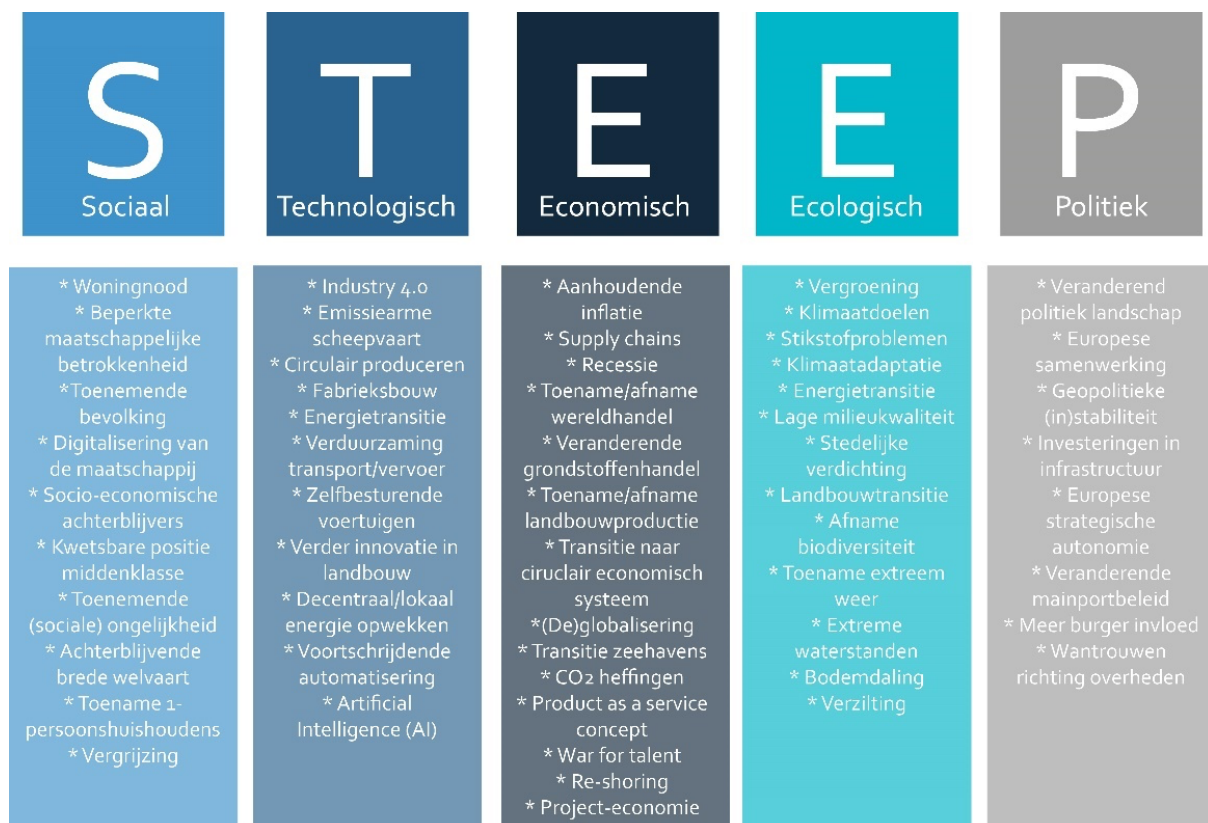 S
Sociaal
* Woningnood
* Beperkte
maatschappelijke
betrokkenheid
*Toenemende
bevolking
* Digitalisering van
de maatschappij
* Socio-economische
achterblijvers
* Kwetsbare positie
middenklasse
* Toenemende
(sociale) ongelijkheid
* Achterblijvende
brede welvaart
* Toename 1-
persoonshuishoudens
* Vergrijzing
T
Technologisch
* Industry 4.0
* Emissiearme
scheepvaart
* Circulair produceren
* Fabrieksbouw
* Energietransitie
* Verduurzaming
transport/vervoer
* Zelfbesturende
voertuigen
* Verder innovatie in
landbouw
* Decentraal/lokaal
energie opwekken
* Voortschrijdende
automatisering
* Artificial
Intelligence (AI)
E
Economisch
* Aanhoudende
inflatie
* Supply chains
* Recessie
* Toename/afname
wereldhandel
* Veranderende
grondstoffenhandel
* Toename/afname
landbouwproductie
* Transitie naar
ciruclair economisch
systeem
*(De)globalisering
* Transitie zeehavens
* CO2 heffingen
* Product as a service
concept
* War for talent
* Re-shoring
* Project-economie
E
Ecologisch
* Vergroening
* Klimaatdoelen
* Stikstofproblemen
* Klimaatadaptatie
* Energietransitie
* Lage milieukwaliteit
* Stedelijke
verdichting
* Landbouwtransitie
* Afname
biodiversiteit
* Toename extreem
weer
* Extreme
waterstanden
* Bodemdaling
* Verzilting
P
Politiek
* Veranderend
politiek landschap
* Europese
samenwerking
* Geopolitieke
(in)stabiliteit
* Investeringen in
infrastructuur
* Europese
strategische
autonomie
* Veranderende
mainportbeleid
* Meer burger invloed
* Wantrouwen
richting overheden